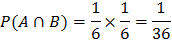 P(A ∩ B) = 1/6 × 1/6 = 1/36